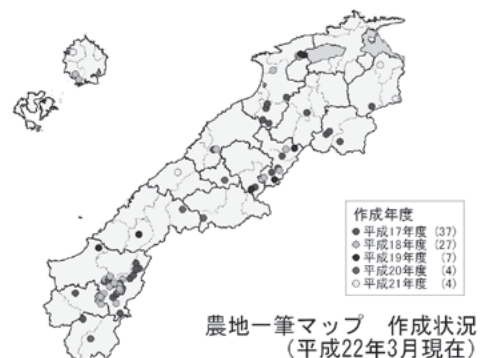 作成年度
平成17年度 (37)
平成18年度 (27)
平成19年度 (7)
平成20年度 (4)
平成21年度 (4)
農地一筆マップ 作成状況
(平成22年3月現在)